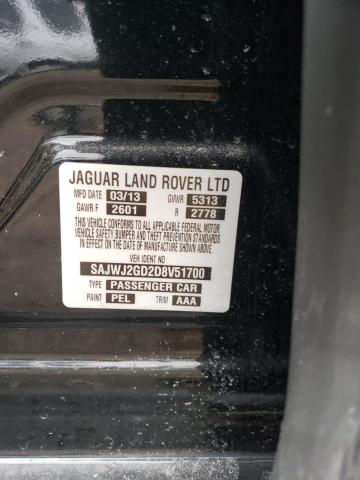 JAGUAR LAND ROVER LTD
MFD DATE 03/13 GVWR 5313
GAWR F 2601 R 2778
THIS VEHICLE CONFORMS TO ALL APPLICABLE FEDERAL MOTOR
VEHICLE SAFETY, BUMPER AND THEFT PREVENTION STANDARDS
IN EFFECT ON THE DATE OF MANUFACTURE SHOWN ABOVE
VEH IDENT NO
SAJWJ2GD2D8V51700
TYPE PASSENGER CAR
PAINT PEL TRIM AAA